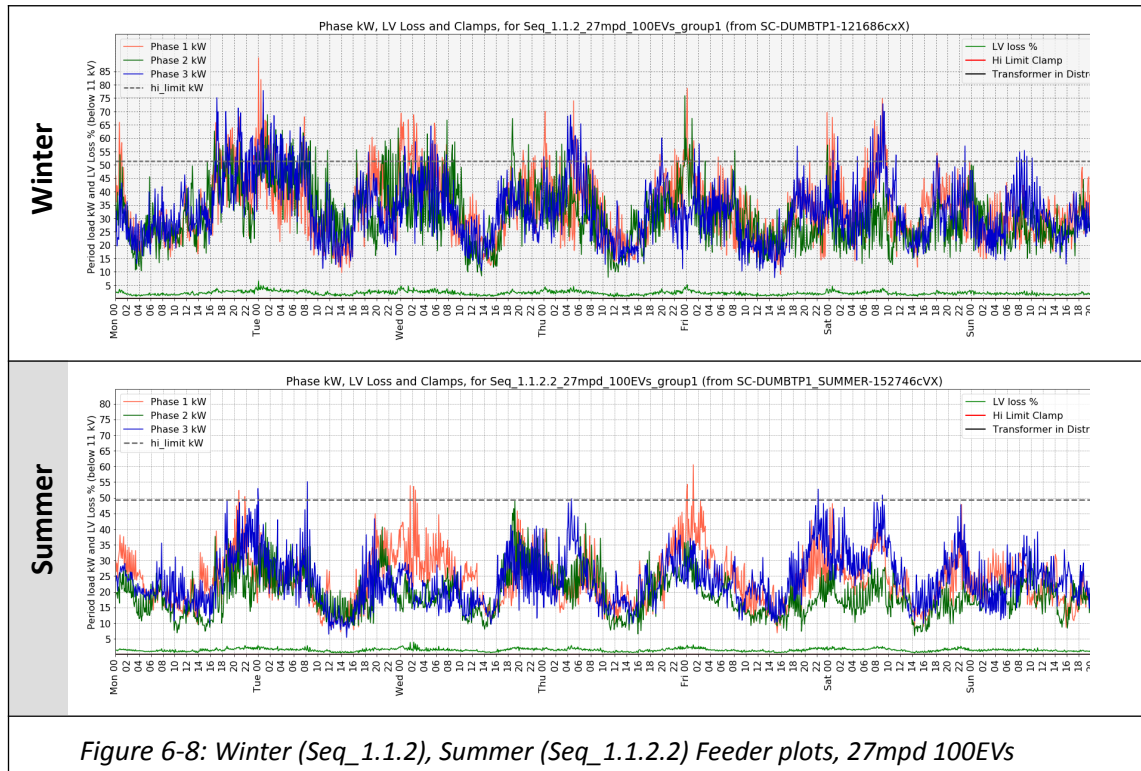 Winter
Phase kW, LV Loss and Clamps, for Seq_1.1.2_27mpd_100EVs_group1 (from SC-DUMBTP1-121686cxX)
Phase 1 kW
Phase 2 kW
Phase 3 kW
hi_limit kW
LV loss %
Hi Limit Clamp
Transformer in Distre
Period load kW and LV Loss % (below 11 kV)
85
80
75
70
65
60
55
50
45
40
35
30
25
20
15
10
5
Mon 00 02 04 06 08 10 12 14 16 18 20 22 Tue 00 02 04 06 08 10 12 14 16 18 20 22 Wed 00 02 04 06 08 10 12 14 16 18 20 22 Thu 00 02 04 06 08 10 12 14 16 18 20 22 Fri 00 02 04 06 08 10 12 14 16 18 20 22 Sat 00 02 04 06 08 10 12 14 16 18 20 22 Sun 00 02 04 06 08 10 12 14 16 18 20
Summer
Phase kW, LV Loss and Clamps, for Seq_1.1.2.2_27mpd_100EVs_group1 (from SC-DUMBTP1_SUMMER-152746cVX)
Phase 1 kW
Phase 2 kW
Phase 3 kW
hi_limit kW
LV loss %
Hi Limit Clamp
Transformer in Distre
Period load kW and LV Loss % (below 11 kV)
80
75
70
65
60
55
50
45
40
35
30
25
20
15
10
5
Mon 00 02 04 06 08 10 12 14 16 18 20 22 Tue 00 02 04 06 08 10 12 14 16 18 20 22 Wed 00 02 04 06 08 10 12 14 16 18 20 22 Thu 00 02 04 06 08 10 12 14 16 18 20 22 Fri 00 02 04 06 08 10 12 14 16 18 20 22 Sat 00 02 04 06 08 10 12 14 16 18 20 22 Sun 00 02 04 06 08 10 12 14 16 18 20
Figure 6-8: Winter (Seq_1.1.2), Summer (Seq_1.1.2.2) Feeder plots, 27mpd 100EVs